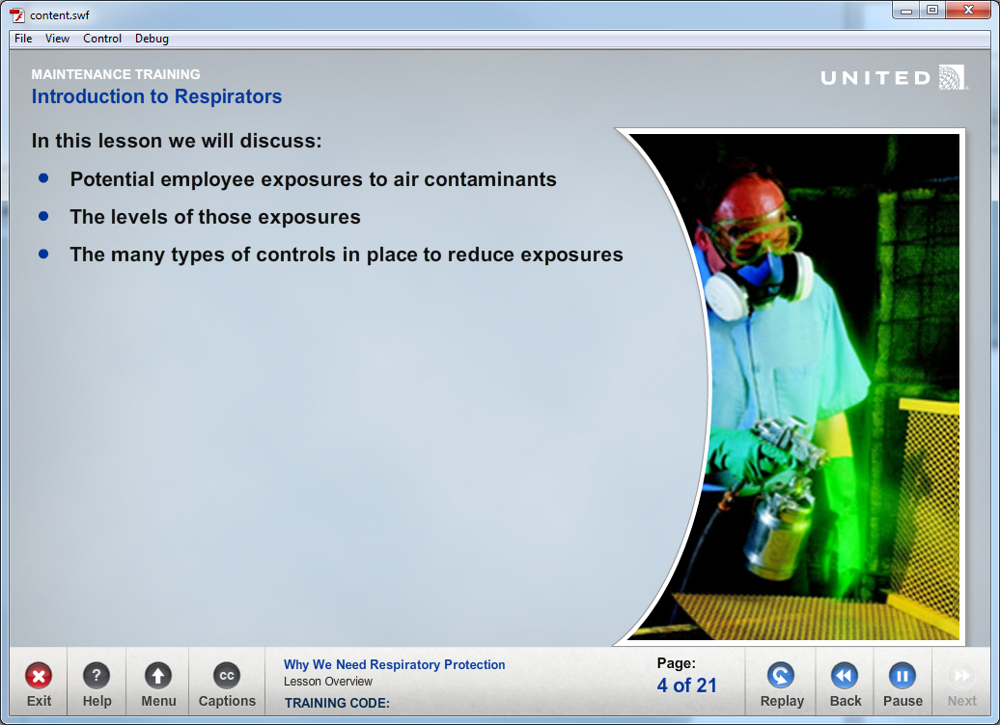 content.swf
File View Control Debug
MAINTENANCE TRAINING
Introduction to Respirators
UNITED
In this lesson we will discuss:
Potential employee exposures to air contaminants
The levels of those exposures
The many types of controls in place to reduce exposures
Exit
?
Help
Menu
cc
Captions
Why We Need Respiratory Protection
Lesson Overview
TRAINING CODE:
Page:
4 of 21
Replay
Back
Pause
Next